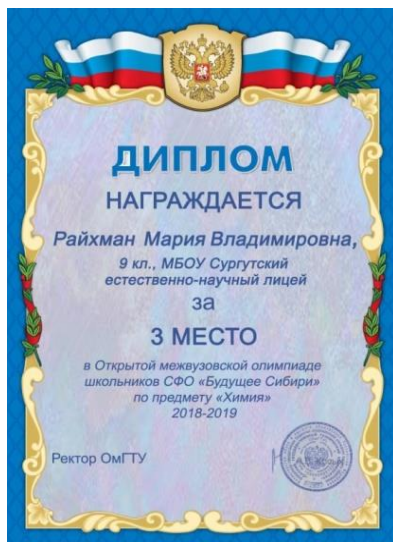 ДИПЛОМ
НАГРАЖДАЕТСЯ
Райхман Мария Владимировна,
9 кл., МБОУ Сургутский
естественно-научный лицей
за
3 МЕСТО
в Открытой межвузовской олимпиаде
школьников СФО «Будущее Сибири»
по предмету «Химия»
2018-2019
Ректор ОмГТУ